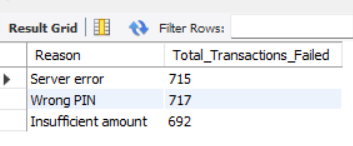 Result Grid Filter Rows:
Reason Total_Transactions_Failed
Server error 715
Wrong PIN 717
Insufficient amount 692